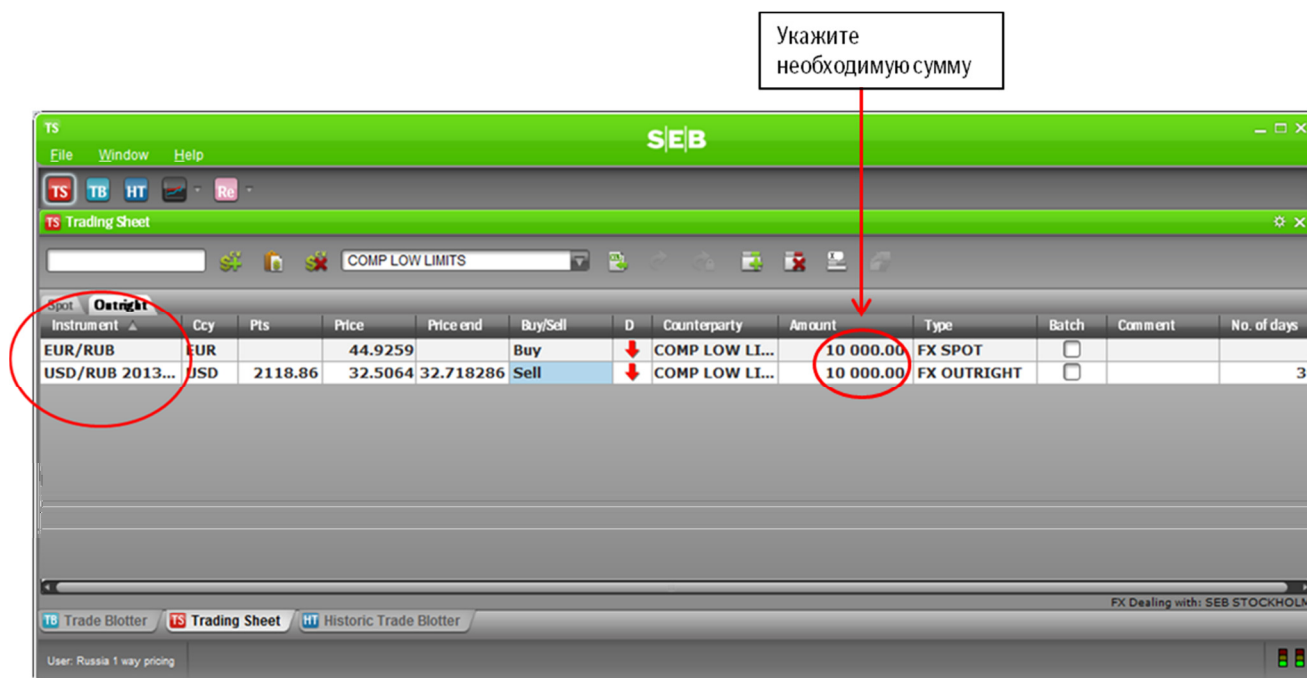 Укажите
необходимую сумму
TS
S|E|B
File Window Help
TS TB HT Re
TS Trading Sheet
COMP LOW LIMITS
Spot Outright
Instrument Ccy Pts Price Price end Buy/Sell D Counterparty Amount Type Batch Comment No. of days
EUR/RUB EUR 44.9259 Buy COMP LOW LI... 10 000.00 FX SPOT
USD/RUB 2013... USD 2118.86 32.5064 32.718286 Sell COMP LOW LI... 10 000.00 FX OUTRIGHT 3
FX Dealing with: SEB STOCKHOLM
TB Trade Blotter TS Trading Sheet HT Historic Trade Blotter
User: Russia 1 way pricing